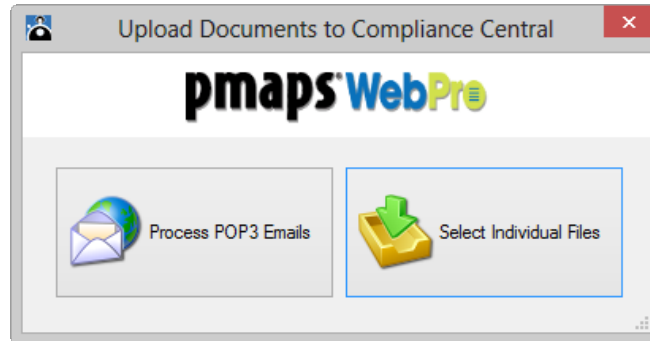 Upload Documents to Compliance Central
pmaps WebPro
Process POP3 Emails
Select Individual Files